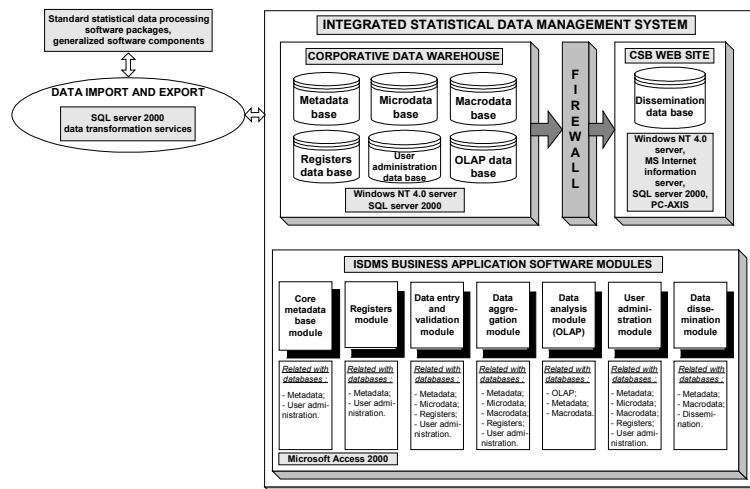 Standard statistical data processing
software packages,
generalized software components
DATA IMPORT AND EXPORT
SQL server 2000
data transformation services
INTEGRATED STATISTICAL DATA MANAGEMENT SYSTEM
CORPORATIVE DATA WAREHOUSE
Metadata
base
Microdata
base
Macrodata
base
Registers
data base
User
administration
data base
OLAP data
base
Windows NT 4.0 server
SQL server 2000
F
I
R
E
W
A
L
L
CSB WEB SITE
Dissemination
data base
Windows NT 4.0
server,
MS Internet
information
server,
SQL server 2000,
PC-AXIS
ISDMS BUSINESS APPLICATION SOFTWARE MODULES
Core
metadata
base
module
Registers
module
Data entry
and
validation
module
Data
aggre-
gation
module
Data
analysis
module
(OLAP)
User
admini-
stration
module
Data
disse-
mination
module
Related with
databases :
- Metadata;
- User admi-
nistration.
Related with
databases :
- Metadata;
- User admi-
nistration.
Related with
databases :
- Metadata;
- Microdata;
- Registers;
- User admi-
nistration.
Related with
databases :
- Metadata;
- Microdata;
- Macrodata;
- Registers;
- User admi-
nistration.
Related with
databases :
- OLAP;
- Metadata;
- Macrodata.
Related with
databases :
- Metadata;
- Microdata;
- Macrodata;
- Registers;
- User admi-
nistration.
Related with
databases :
- Metadata;
- Macrodata;
- Dissemi-
nation.
Microsoft Access 2000